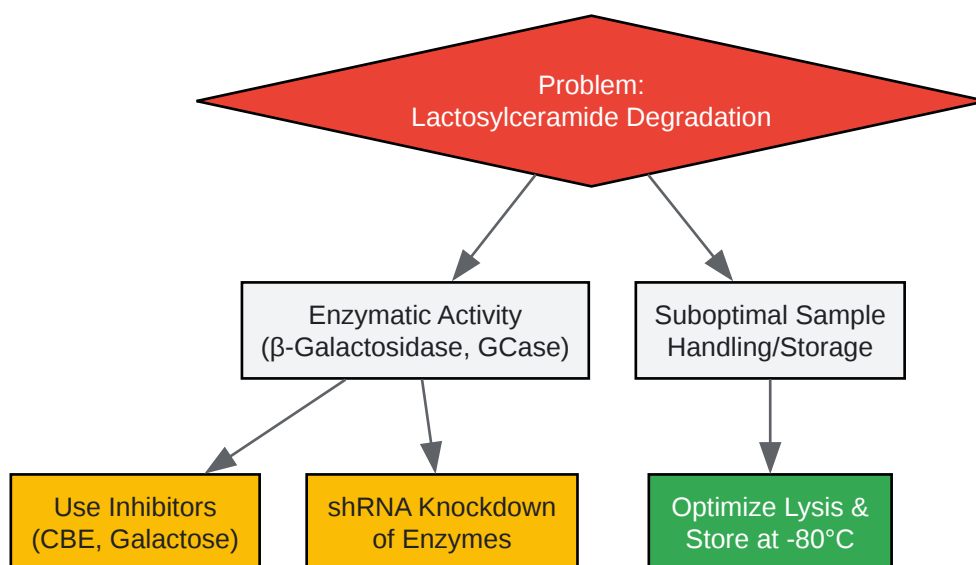 Problem:
Lactosylceramide Degradation
Enzymatic Activity
(β-Galactosidase, GCase)
Suboptimal Sample
Handling/Storage
Use Inhibitors
(CBE, Galactose)
shRNA Knockdown
of Enzymes
Optimize Lysis &
Store at -80°C